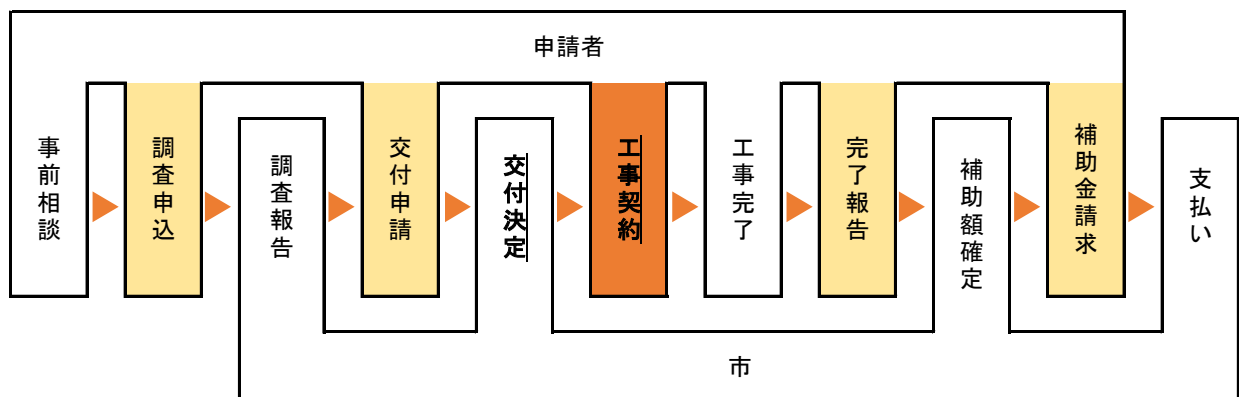 申請者
事前相談
調査申込
調査報告
交付申請
交付決定
工事契約
工事完了
完了報告
補助額確定
補助金請求
支払い
市